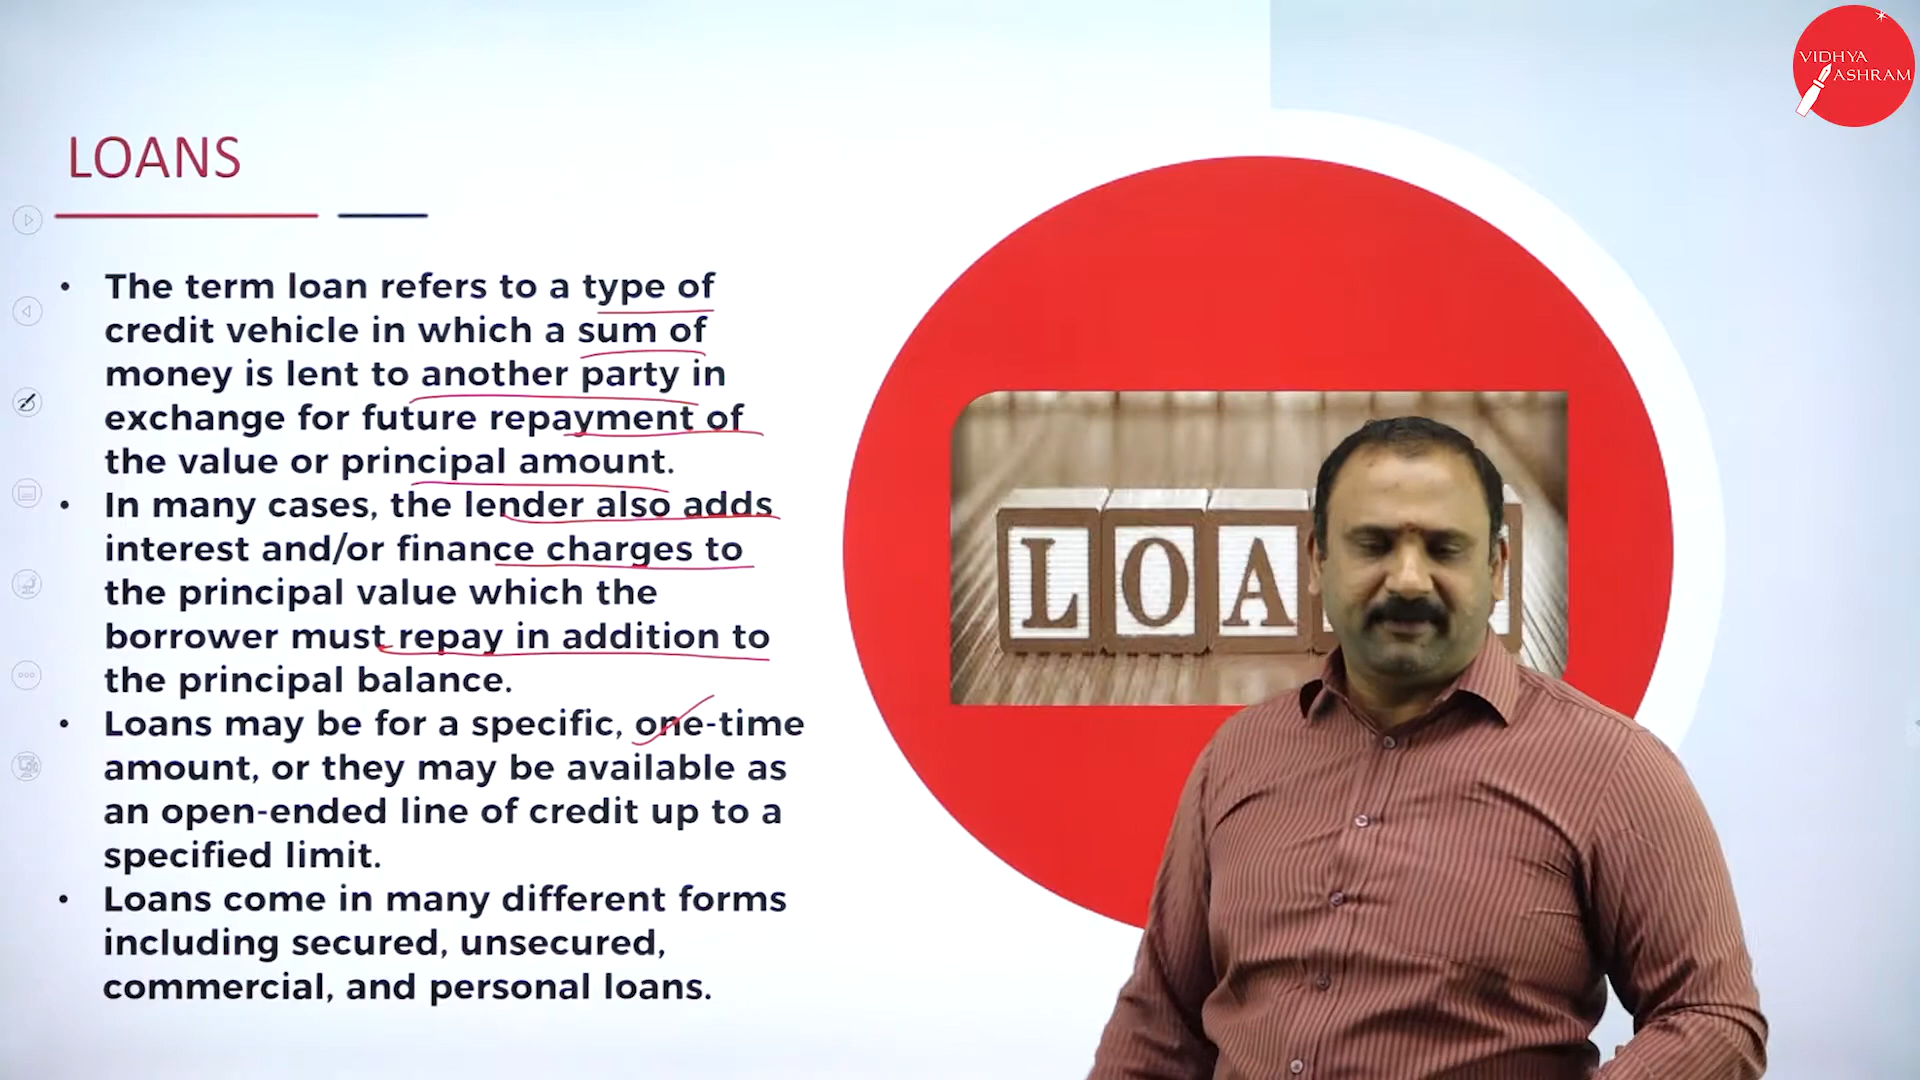 VIDHYA
ASHRAM
LOANS
• The term loan refers to a type of
credit vehicle in which a sum of
money is lent to another party in
exchange for future repayment of
the value or principal amount.
• In many cases, the lender also adds
interest and/or finance charges to
the principal value which the
borrower must repay in addition to
the principal balance.
• Loans may be for a specific, one-time
amount, or they may be available as
an open-ended line of credit up to a
specified limit.
• Loans come in many different forms
including secured, unsecured,
commercial, and personal loans.
LOA